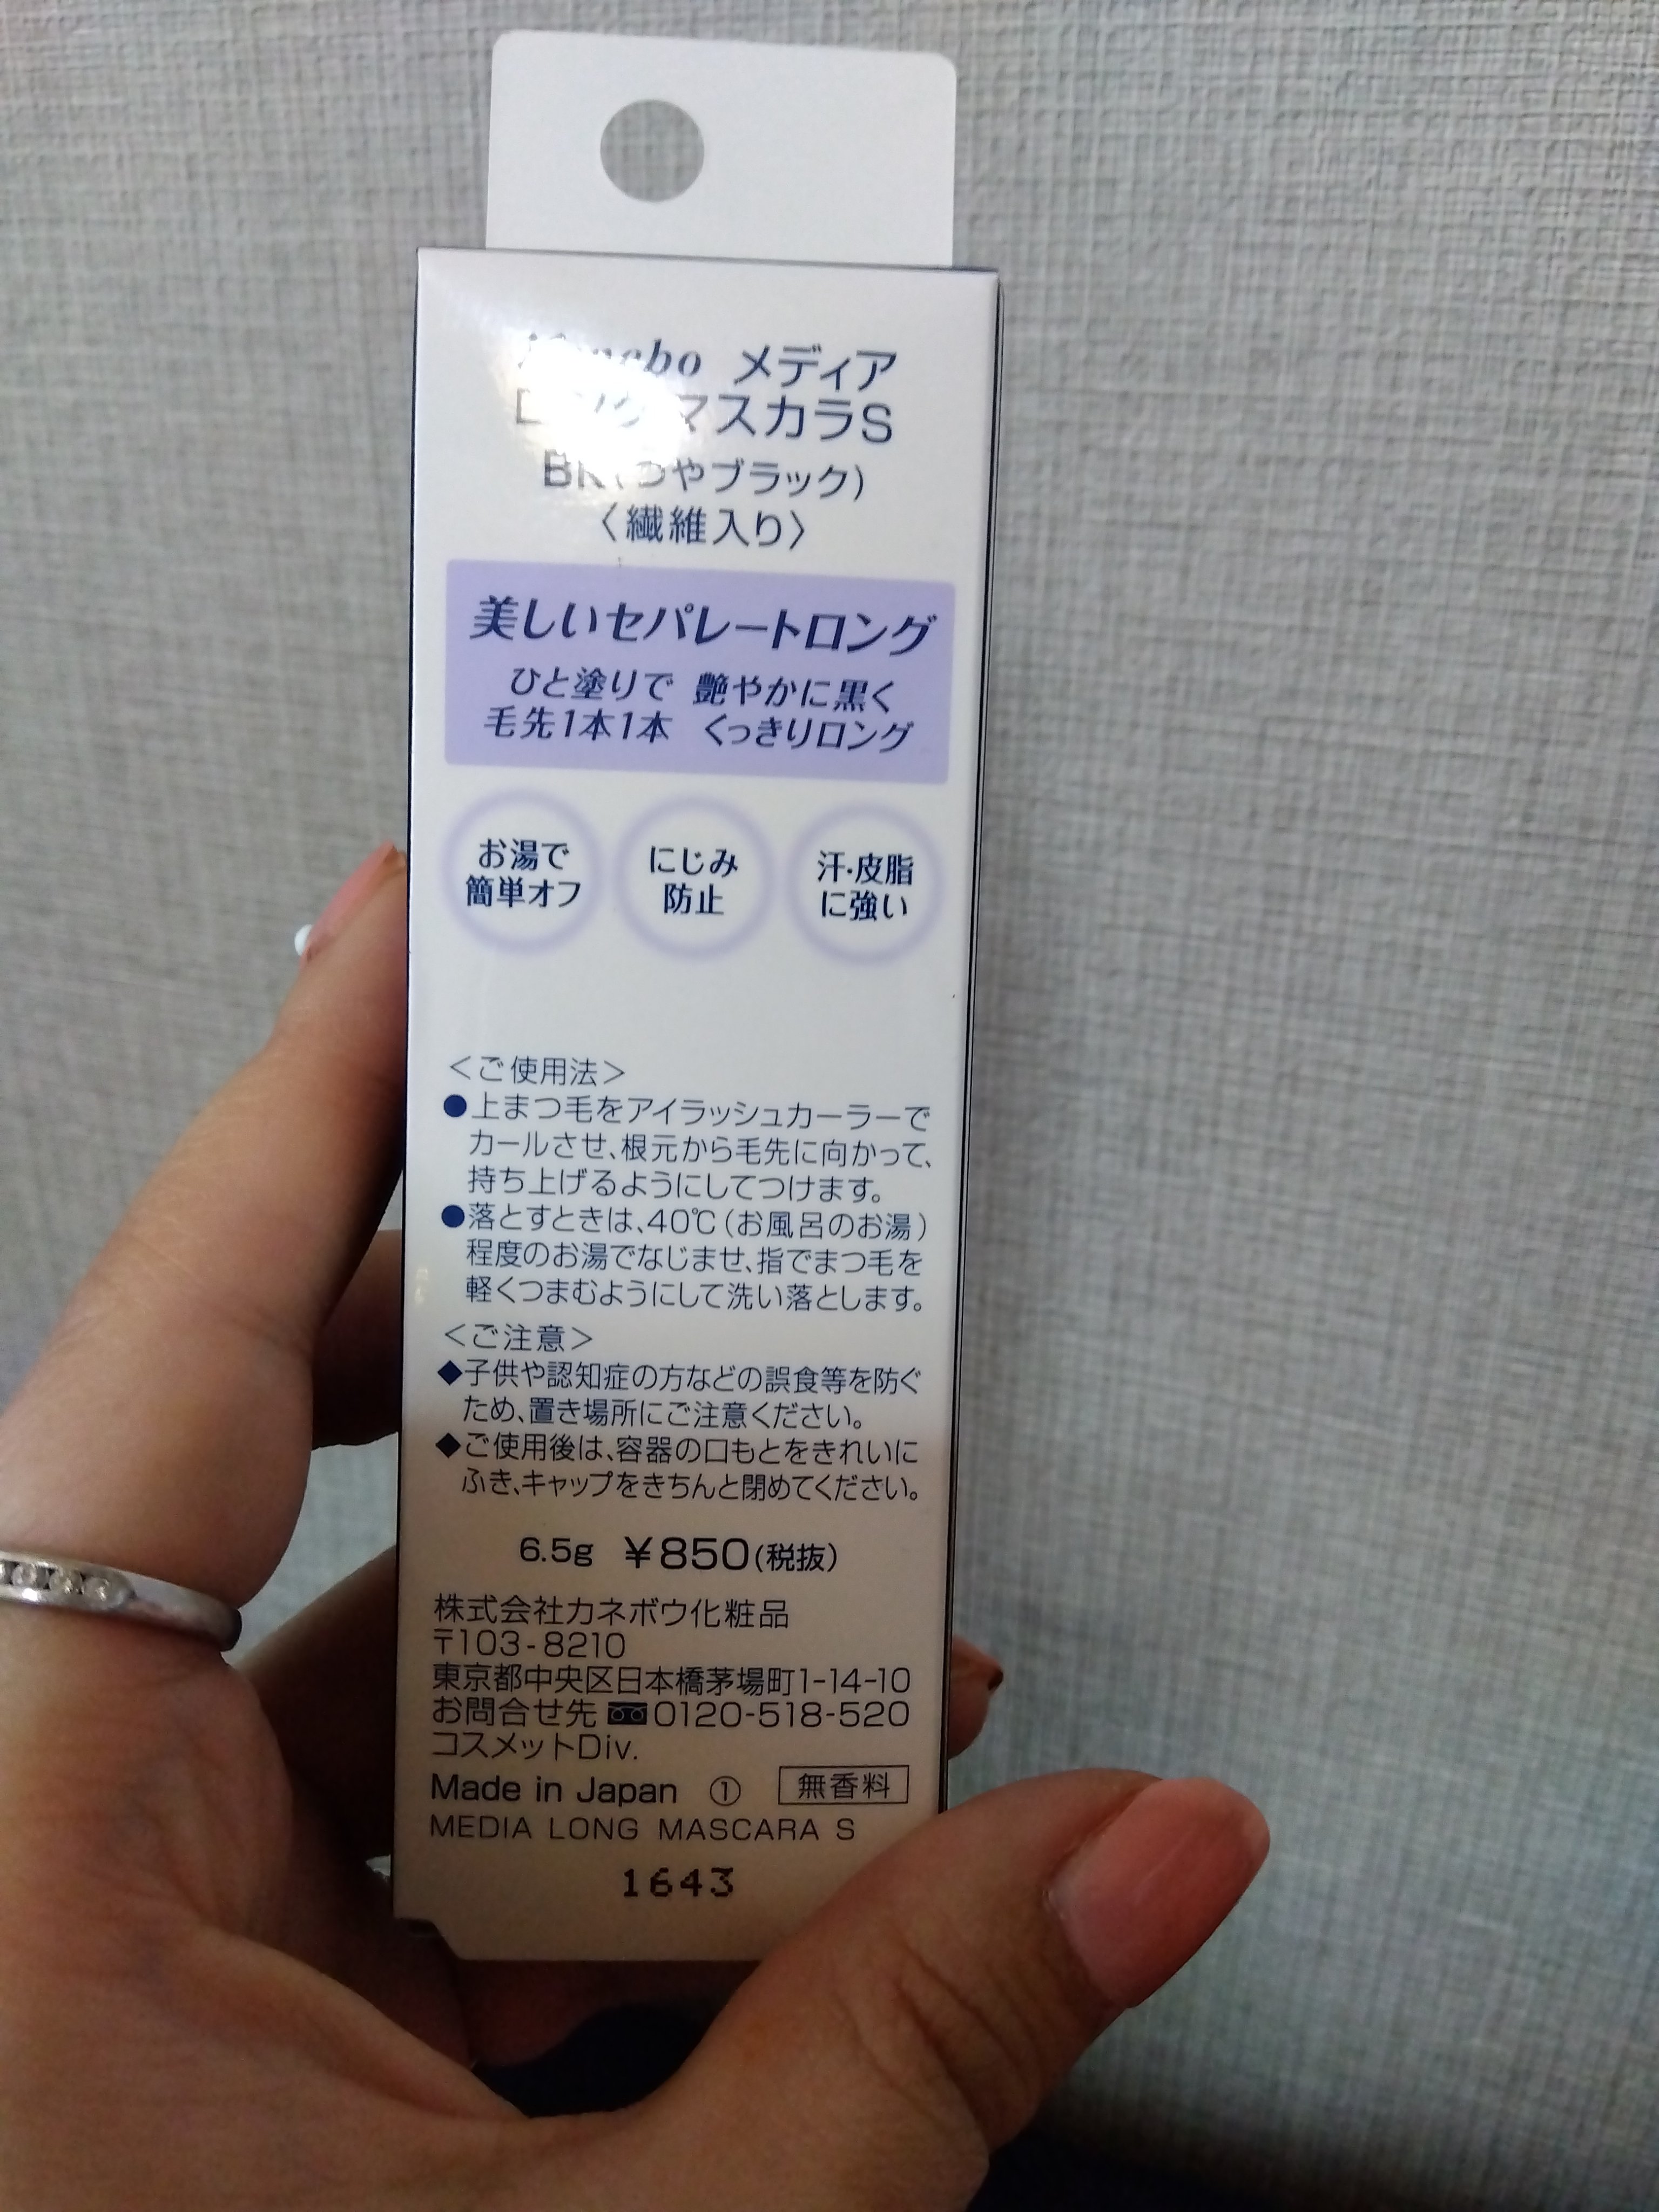 Kanebo メディア
ロングマスカラS
BK(つやブラック)
〈繊維入り〉
美しいセパレートロング
ひと塗りで 艶やかに黒く
毛先1本1本 くっきりロング
お湯で
簡単オフ
にじみ
防止
汗・皮脂
に強い
＜ご使用法＞
●上まつ毛をアイラッシュカーラーで
カールさせ、根元から毛先に向かって、
持ち上げるようにしてつけます。
●落とすときは、40℃(お風呂のお湯)
程度のお湯でなじませ、指でまつ毛を
軽くつまむようにして洗い落とします。
＜ご注意＞
◆子供や認知症の方などの誤食等を防ぐ
ため、置き場所にご注意ください。
◆ご使用後は、容器の口もとをきれいに
ふき、キャップをきちんと閉めてください。
6.5g ￥850(税抜)
株式会社カネボウ化粧品
〒103-8210
東京都中央区日本橋茅場町1-14-10
お問合せ先 0120-518-520
コスメットDiv.
Made in Japan ① 無香料
MEDIA LONG MASCARA S
1643